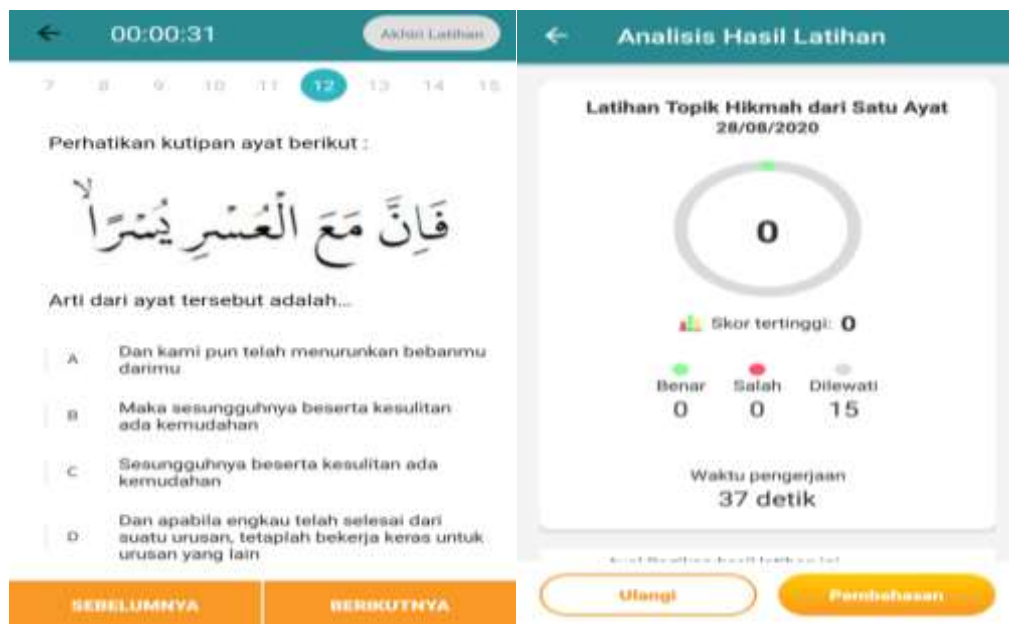 00:00:31
Akhiri Latihan
7 8 9 10 11 12 13 14 15
Perhatikan kutipan ayat berikut :
فَاِنَّ مَعَ الْعُسْرِ يُسْرًاۙ
Arti dari ayat tersebut adalah...
A Dan kami pun telah menurunkan bebanmu
darimu
B Maka sesungguhnya beserta kesulitan
ada kemudahan
C Sesungguhnya beserta kesulitan ada
kemudahan
D Dan apabila engkau telah selesai dari
suatu urusan, tetaplah bekerja keras untuk
urusan yang lain
SEBELUMNYA BERIKUTNYA
Analisis Hasil Latihan
Latihan Topik Hikmah dari Satu Ayat
28/08/2020
0
Skor tertinggi: 0
Benar Salah Dilewati
0 0 15
Waktu pengerjaan
37 detik
Ulangi Pembahasan